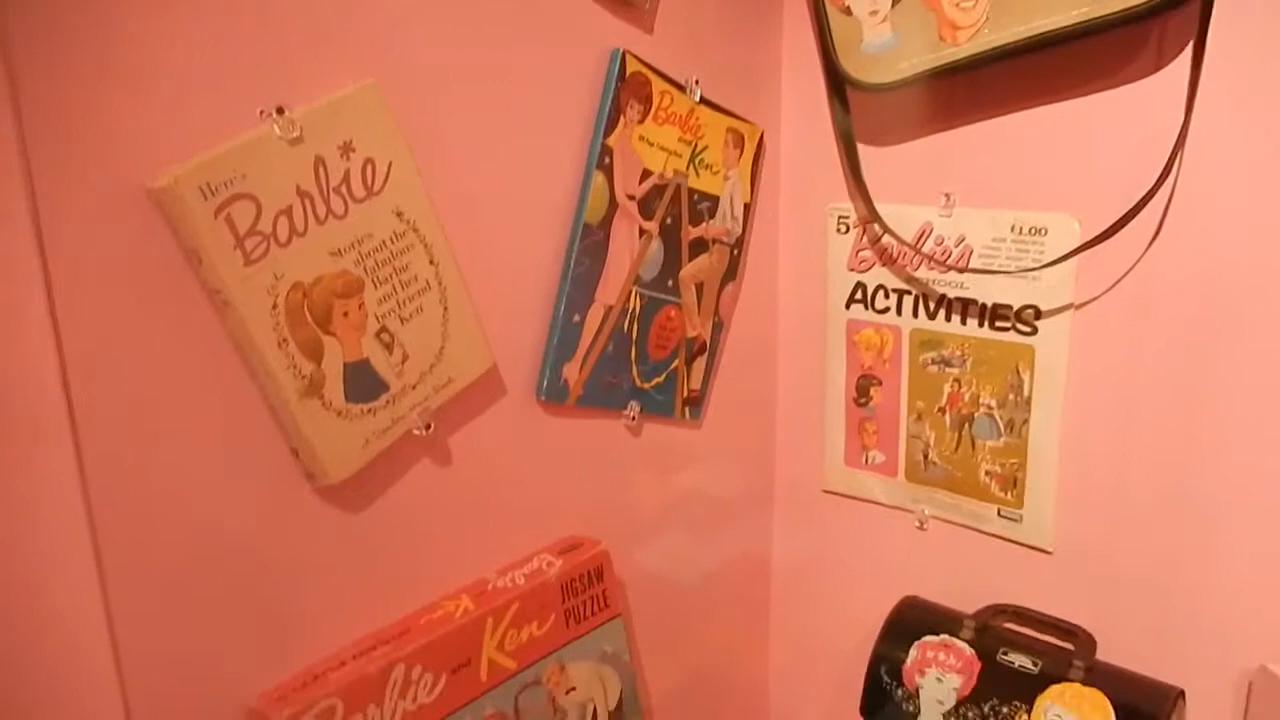 Here's
Barbie
Stories
about the
fabulous
Barbie
and her
boyfriend
Ken
Barbie
and
Ken
5
£1.00
Barbie's
SCHOOL
ACTIVITIES
Barbie
Ken
JIGSAW
PUZZLE
Barbie and Ken